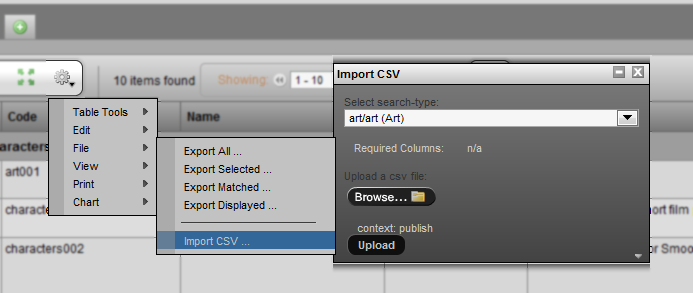 10 items found
Showing:
1 - 10
Code
Name
Table Tools
Edit
File
View
Print
Chart
Export All ...
Export Selected ...
Export Matched ...
Export Displayed ...
Import CSV ...
Import CSV
Select search-type:
art/art (Art)
Required Columns: n/a
Upload a csv file:
Browse...
context: publish
Upload
aracters
art001
character
characters002
ort film
or Smoo